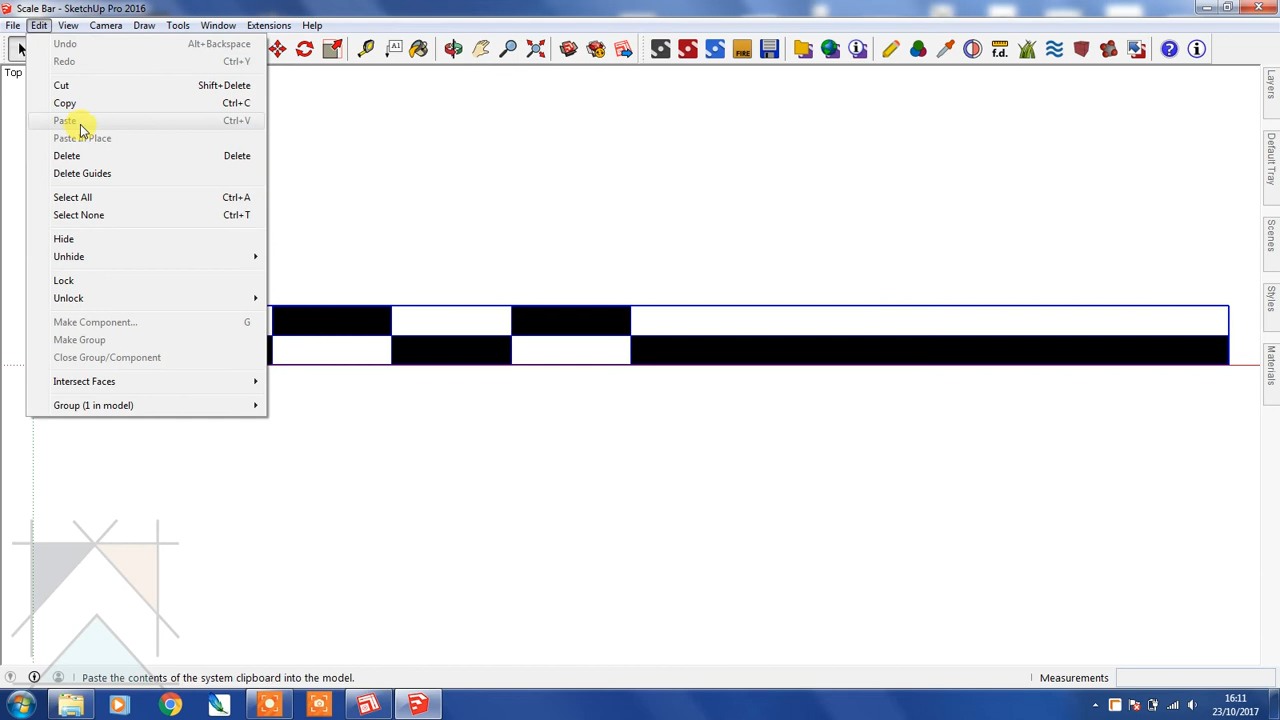 Scale Bar - SketchUp Pro 2016
File Edit View Camera Draw Tools Window Extensions Help
Top
Undo Alt+Backspace
Redo Ctrl+Y
Cut Shift+Delete
Copy Ctrl+C
Paste Ctrl+V
Paste In Place
Delete Delete
Delete Guides
Select All Ctrl+A
Select None Ctrl+T
Hide
Unhide
Lock
Unlock
Make Component... G
Make Group
Close Group/Component
Intersect Faces
Group (1 in model)
A1
FIRE
f.d.
Layers
Default Tray
Scenes
Styles
Materials
Paste the contents of the system clipboard into the model.
Measurements
16:11
23/10/2017